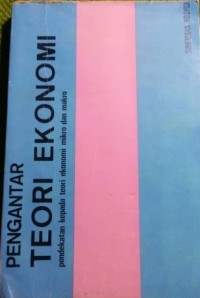 PENGANTAR
TEORI EKONOMI
pendekatan kepada teori ekonomi mikro dan makro